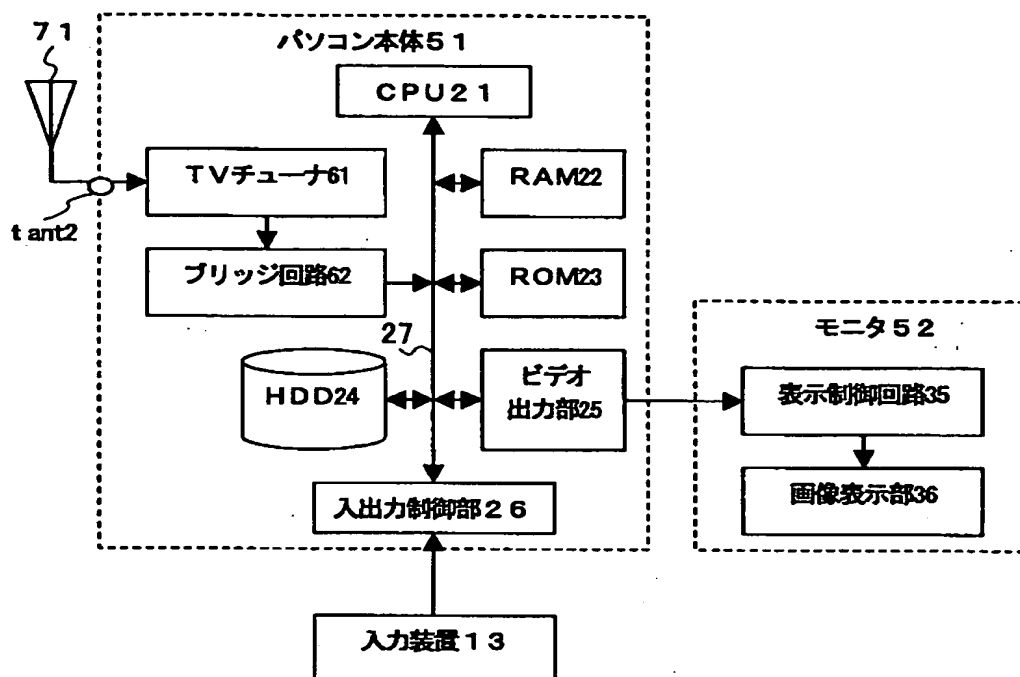 ７１
パソコン本体５１
ＣＰＵ２１
ＴＶチューナ61
ＲＡＭ22
ｔant2
ブリッジ回路62
ＲＯＭ23
27
モニタ５２
ＨＤＤ24
ビデオ
出力部25
表示制御回路35
画像表示部36
入出力制御部２６
入力装置１３